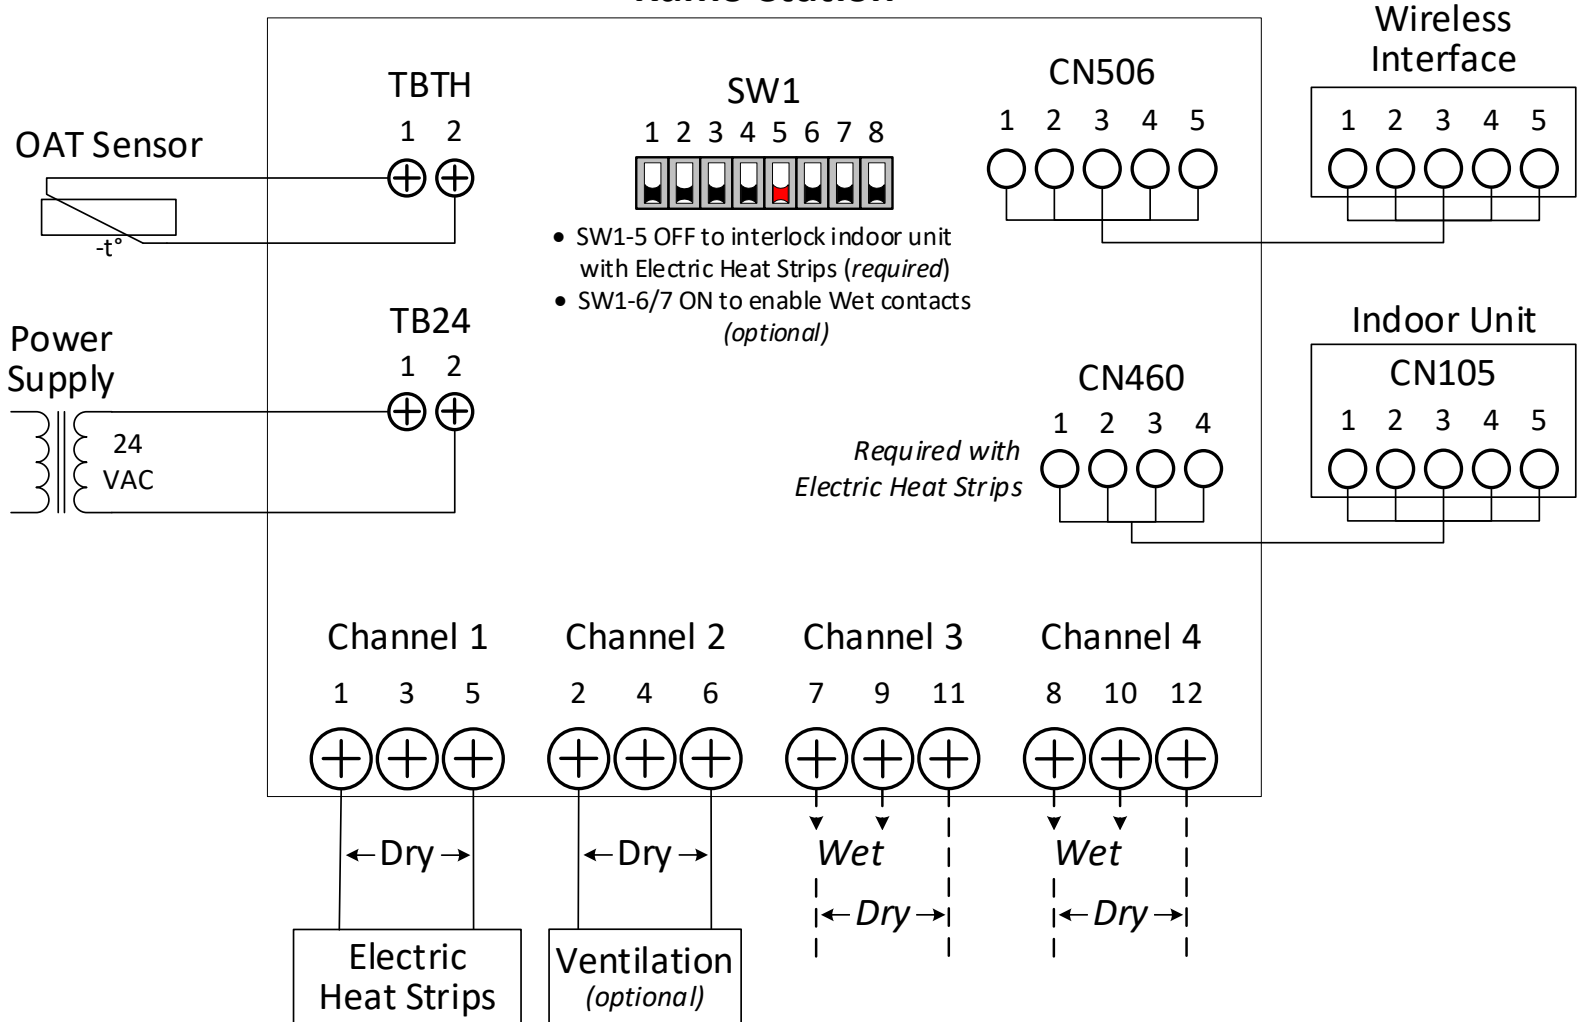 Wireless
Interface
1 2 3 4 5
CN506
1 2 3 4 5
TBTH
1 2
SW1
1 2 3 4 5 6 7 8
OAT Sensor
-t°
• SW1-5 OFF to interlock indoor unit
with Electric Heat Strips (required)
• SW1-6/7 ON to enable Wet contacts
(optional)
Power
Supply
24
VAC
TB24
1 2
Indoor Unit
CN105
1 2 3 4 5
CN460
1 2 3 4
Required with
Electric Heat Strips
Channel 1
1 3 5
Channel 2
2 4 6
Channel 3
7 9 11
Channel 4
8 10 12
Dry
Dry
Wet
Dry
Wet
Dry
Electric
Heat Strips
Ventilation
(optional)